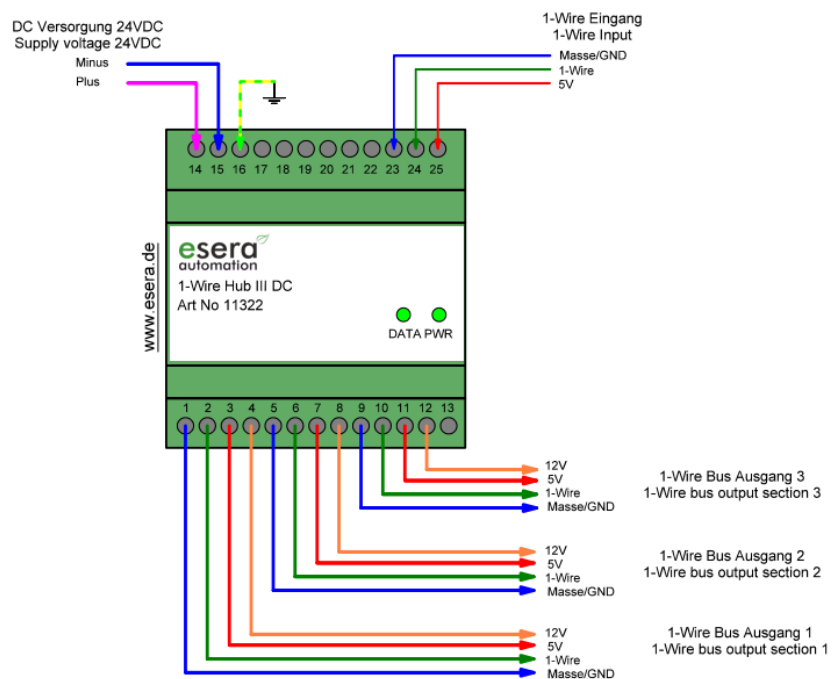 DC Versorgung 24VDC
Supply voltage 24VDC
Minus
Plus
1-Wire Eingang
1-Wire Input
Masse/GND
1-Wire
5V
14 15 16 17 18 19 20 21 22 23 24 25
www.esera.de
esera
automation
1-Wire Hub III DC
Art No 11322
DATA PWR
1 2 3 4 5 6 7 8 9 10 11 12 13
12V
5V
1-Wire
Masse/GND
1-Wire Bus Ausgang 3
1-Wire bus output section 3
12V
5V
1-Wire
Masse/GND
1-Wire Bus Ausgang 2
1-Wire bus output section 2
12V
5V
1-Wire
Masse/GND
1-Wire Bus Ausgang 1
1-Wire bus output section 1